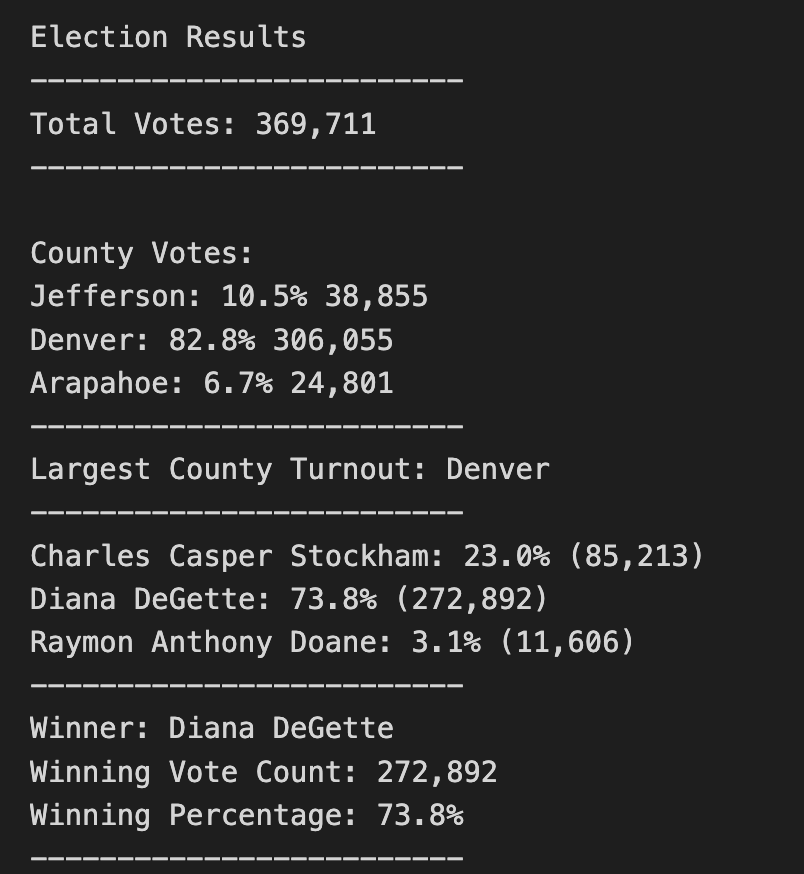 Election Results
-------------------------
Total Votes: 369,711
-------------------------

County Votes:
Jefferson: 10.5% 38,855
Denver: 82.8% 306,055
Arapahoe: 6.7% 24,801
-------------------------
Largest County Turnout: Denver
-------------------------
Charles Casper Stockham: 23.0% (85,213)
Diana DeGette: 73.8% (272,892)
Raymon Anthony Doane: 3.1% (11,606)
-------------------------
Winner: Diana DeGette
Winning Vote Count: 272,892
Winning Percentage: 73.8%
-------------------------